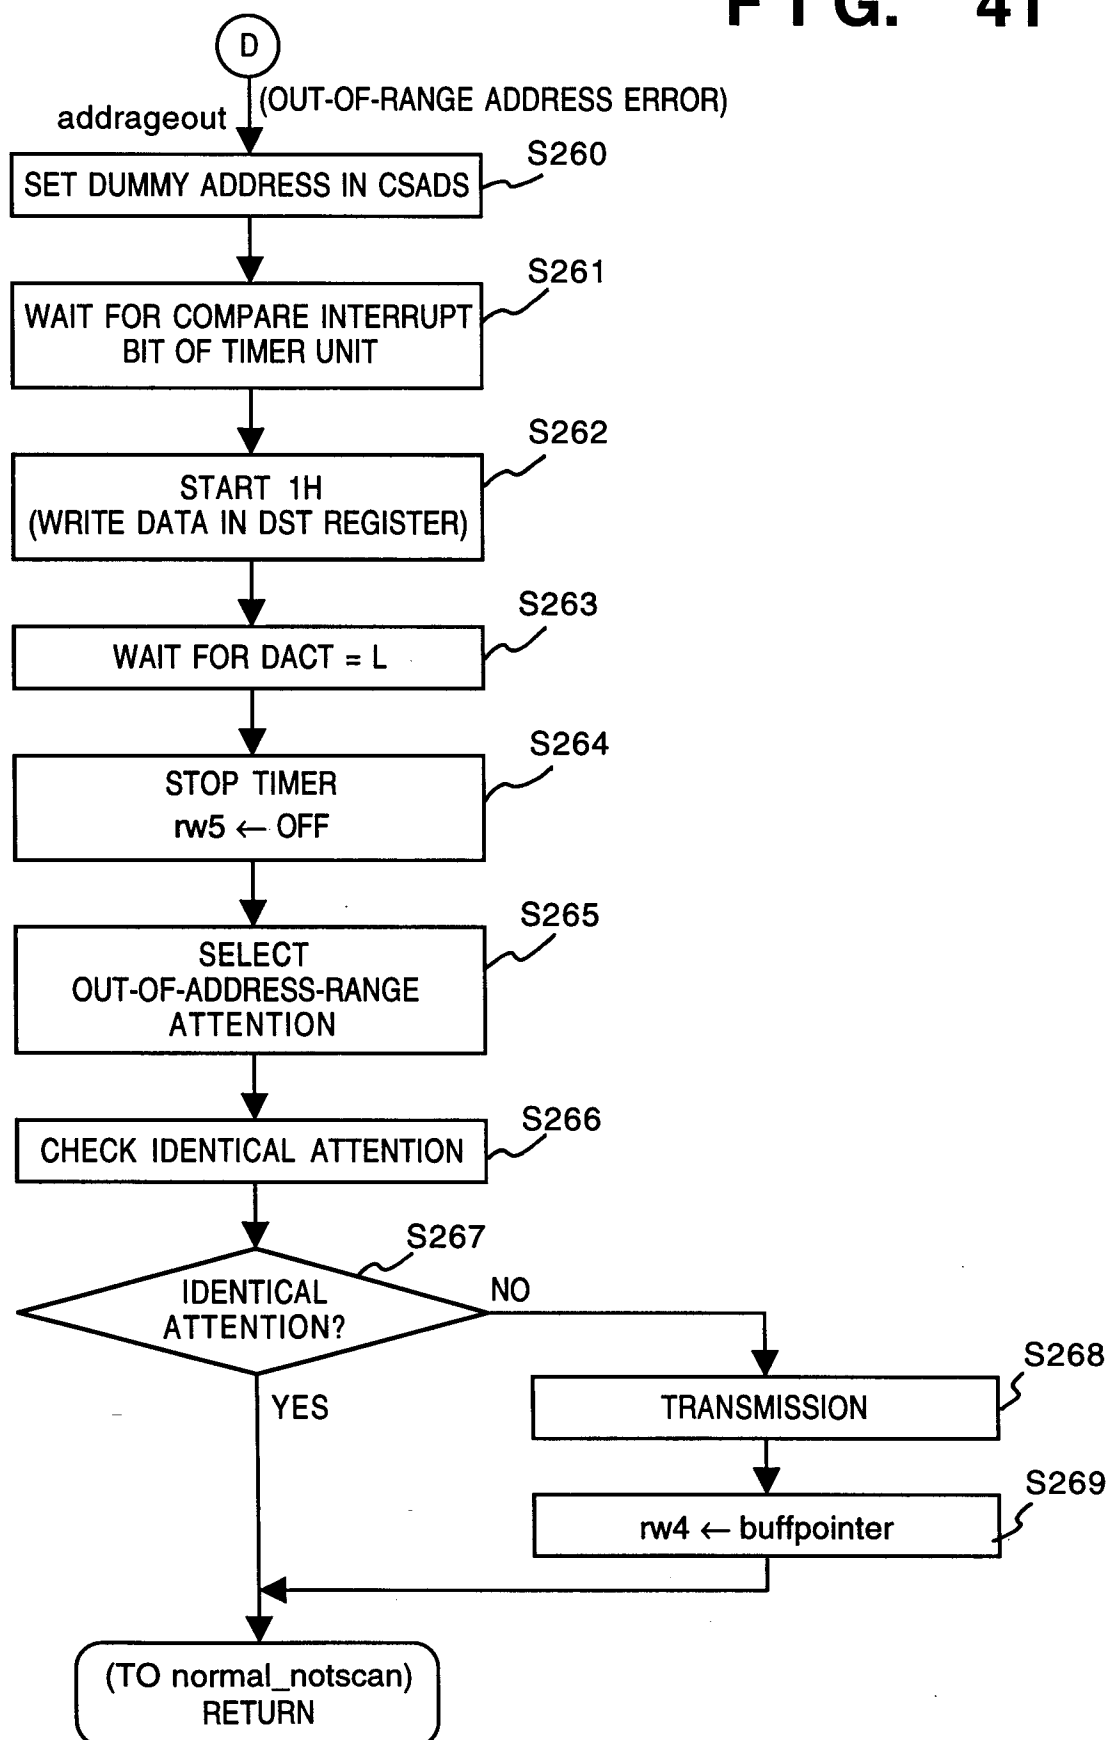 FIG. 41
D
(OUT-OF-RANGE ADDRESS ERROR)
addrageout
S260
SET DUMMY ADDRESS IN CSADS
S261
WAIT FOR COMPARE INTERRUPT
BIT OF TIMER UNIT
S262
START 1H
(WRITE DATA IN DST REGISTER)
S263
WAIT FOR DACT = L
S264
STOP TIMER
rw5 ← OFF
S265
SELECT
OUT-OF-ADDRESS-RANGE
ATTENTION
S266
CHECK IDENTICAL ATTENTION
S267
IDENTICAL
ATTENTION?
NO
YES
S268
TRANSMISSION
S269
rw4 ← buffpointer
(TO normal_notscan)
RETURN